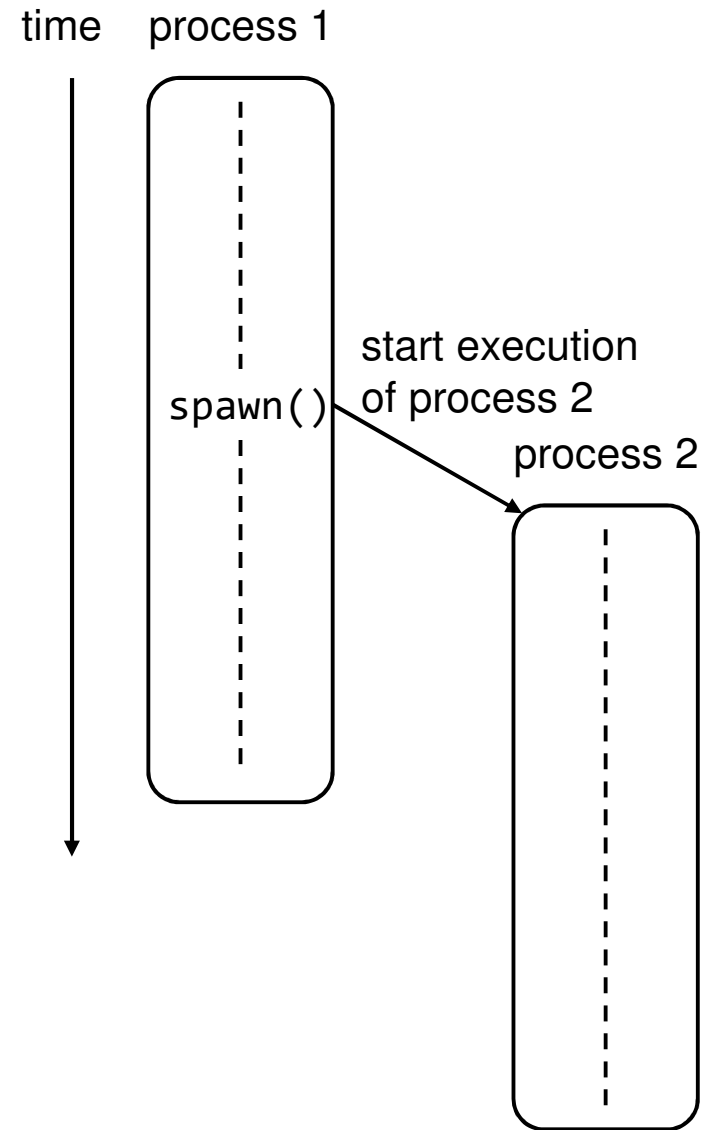 time process 1
start execution
spawn() of process 2
process 2